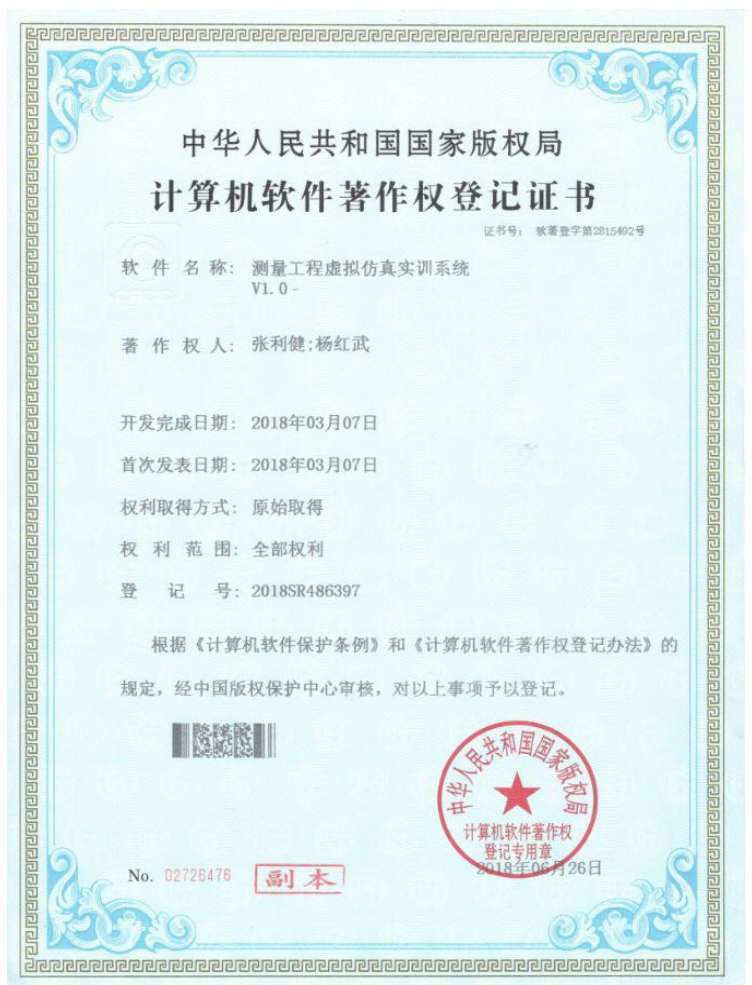 中华人民共和国国家版权局
计算机软件著作权登记证书
证书号： 软著登字第2815492号
软件名称： 测量工程虚拟仿真实训系统
V1.0-
著作权人： 张利健;杨红武
开发完成日期： 2018年03月07日
首次发表日期： 2018年03月07日
权利取得方式： 原始取得
权利范围： 全部权利
登记号： 2018SR486397
根据《计算机软件保护条例》和《计算机软件著作权登记办法》的
规定，经中国版权保护中心审核，对以上事项予以登记。
中华人民共和国国家版权局
计算机软件著作权
登记专用章
2018年06月26日
No. 02726476 副本